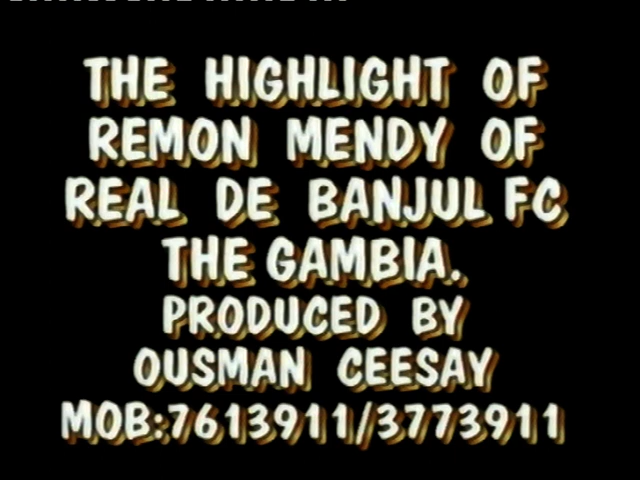 THE HIGHLIGHT OF
REMON MENDY OF
REAL DE BANJUL FC
THE GAMBIA.
PRODUCED BY
OUSMAN CEESAY
MOB:7613911/3773911